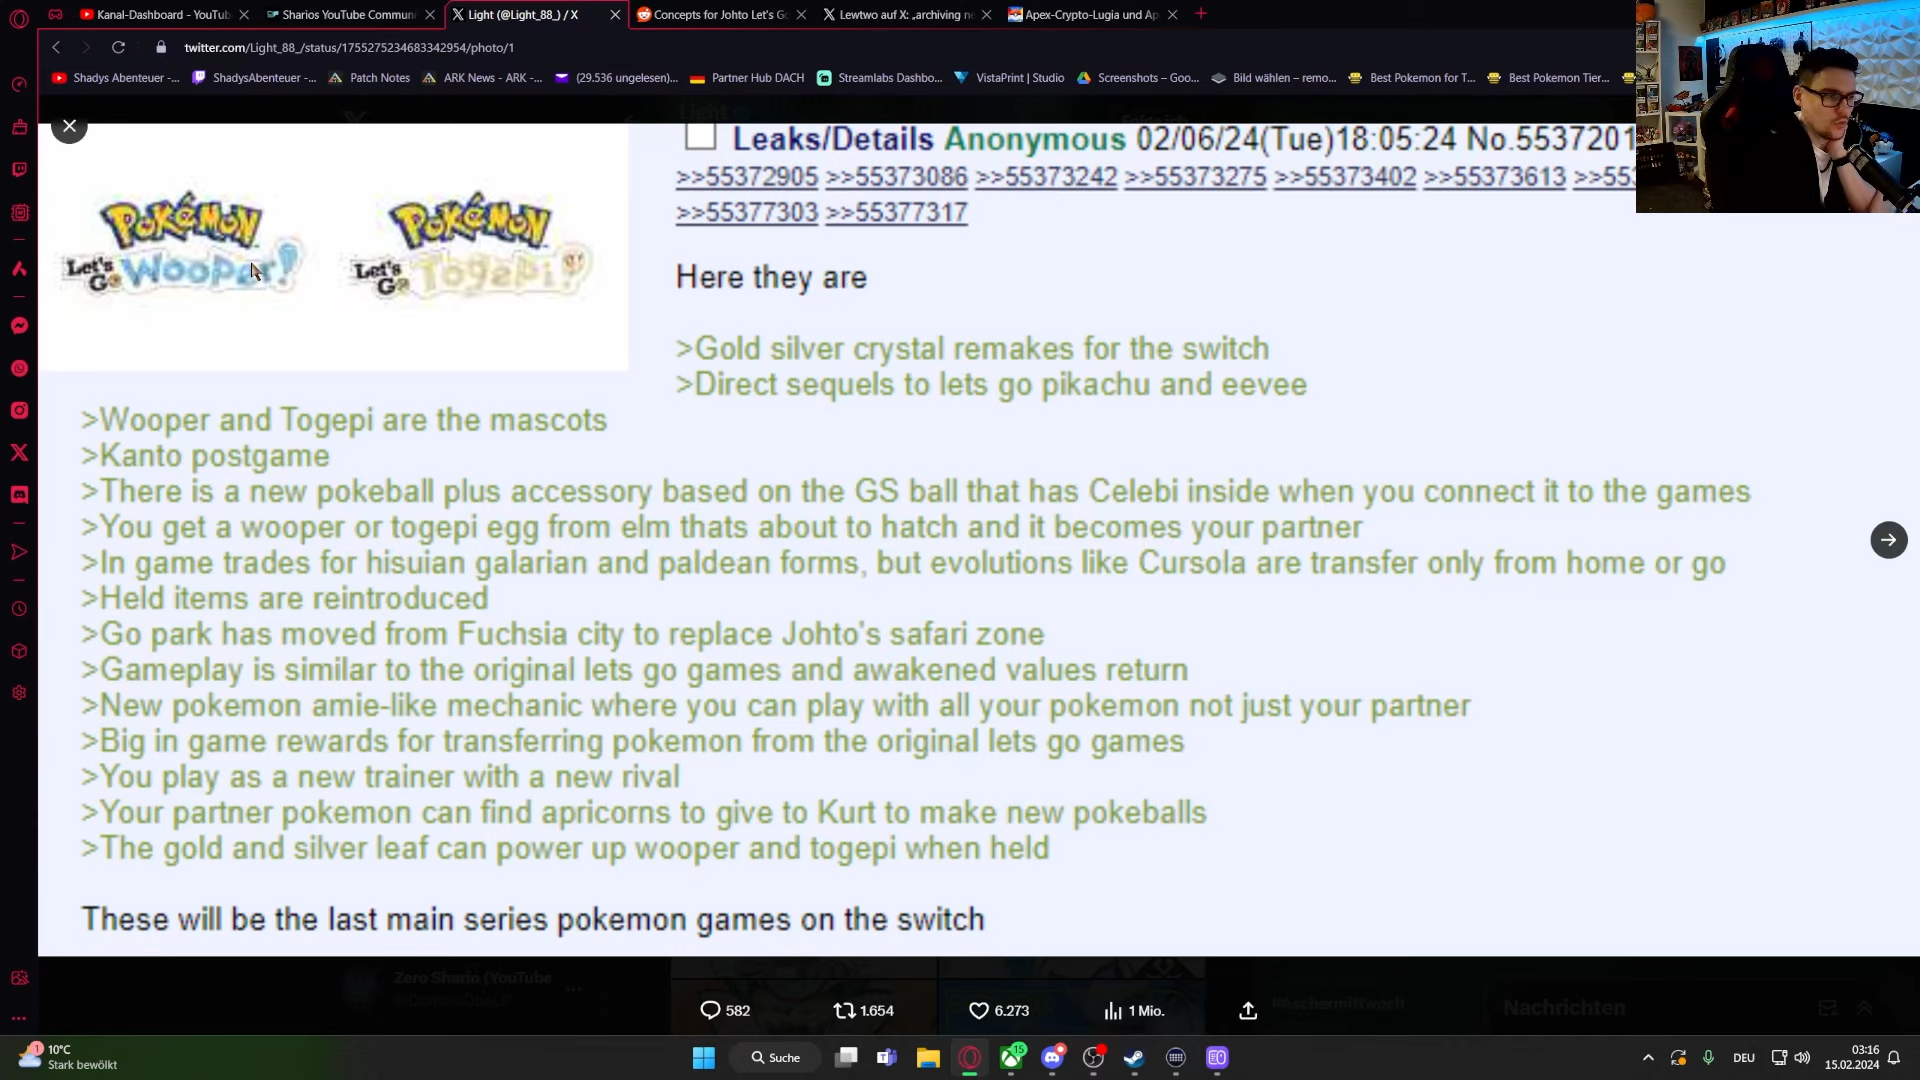 Kanal-Dashboard - YouTub
Sharios YouTube Communi
Light (@Light_88_) / X
Concepts for Johto Let's Go
Lewtwo auf X: „archiving ne
Apex-Crypto-Lugia und Ap
twitter.com/Light_88_/status/1755275234683342954/photo/1
Shadys Abenteuer -...
ShadysAbenteuer -...
Patch Notes
ARK News - ARK -...
(29.536 ungelesen)...
Partner Hub DACH
Streamlabs Dashbo...
VistaPrint | Studio
Screenshots – Goo...
Bild wählen – remo...
Best Pokemon for T...
Best Pokemon Tier...
Leaks/Details Anonymous 02/06/24(Tue)18:05:24 No.5537201
>>55372905 >>55373086 >>55373242 >>55373275 >>55373402 >>55373613 >>55
>>55377303 >>55377317
POKéMON
Let's Go Wooper!
POKéMON
Let's Go Togepi!
Here they are
>Gold silver crystal remakes for the switch
>Direct sequels to lets go pikachu and eevee
>Wooper and Togepi are the mascots
>Kanto postgame
>There is a new pokeball plus accessory based on the GS ball that has Celebi inside when you connect it to the games
>You get a wooper or togepi egg from elm thats about to hatch and it becomes your partner
>In game trades for hisuian galarian and paldean forms, but evolutions like Cursola are transfer only from home or go
>Held items are reintroduced
>Go park has moved from Fuchsia city to replace Johto's safari zone
>Gameplay is similar to the original lets go games and awakened values return
>New pokemon amie-like mechanic where you can play with all your pokemon not just your partner
>Big in game rewards for transferring pokemon from the original lets go games
>You play as a new trainer with a new rival
>Your partner pokemon can find apricorns to give to Kurt to make new pokeballs
>The gold and silver leaf can power up wooper and togepi when held
These will be the last main series pokemon games on the switch
Zero Shario (YouTube
#Aschermittwoch
Nachrichten
582
1.654
6.273
1 Mio.
1
10°C
Stark bewölkt
Suche
15
DEU
03:16
15.02.2024